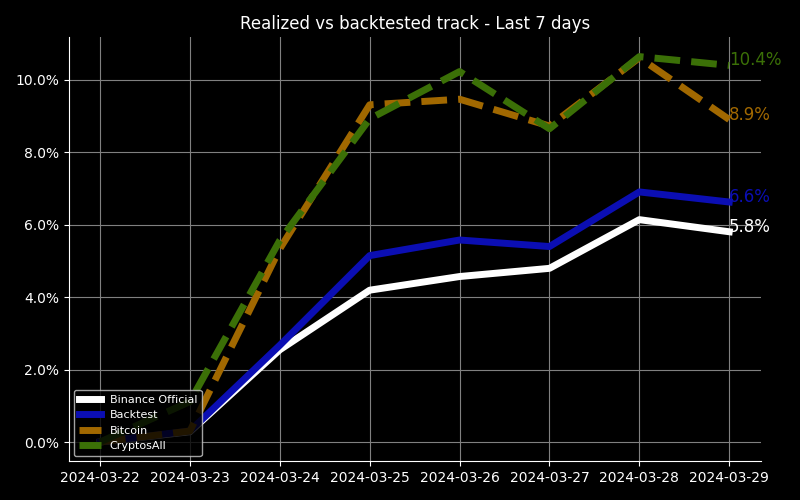 Realized vs backtested track - Last 7 days
10.0%
8.0%
6.0%
4.0%
2.0%
0.0%
10.4%
8.9%
6.6%
5.8%
Binance Official
Backtest
Bitcoin
CryptosAll
2024-03-22 2024-03-23 2024-03-24 2024-03-25 2024-03-26 2024-03-27 2024-03-28 2024-03-29